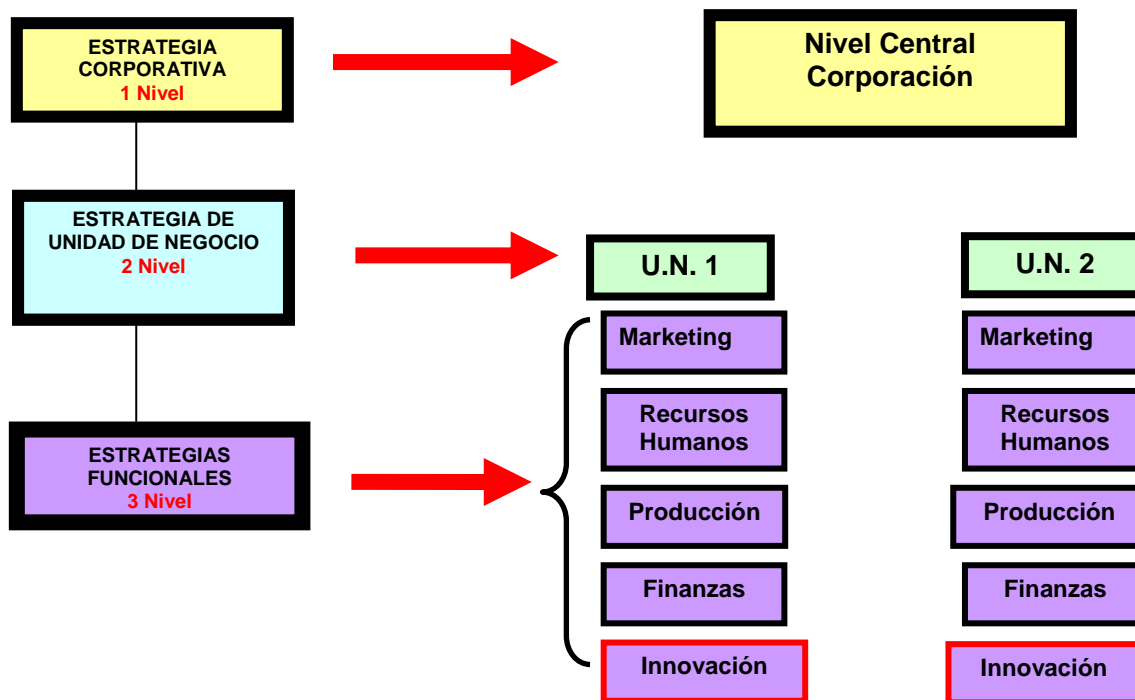 ESTRATEGIA
CORPORATIVA
1 Nivel
Nivel Central
Corporación
ESTRATEGIA DE
UNIDAD DE NEGOCIO
2 Nivel
U.N. 1
U.N. 2
Marketing
Marketing
Recursos
Humanos
Recursos
Humanos
ESTRATEGIAS
FUNCIONALES
3 Nivel
Producción
Producción
Finanzas
Finanzas
Innovación
Innovación